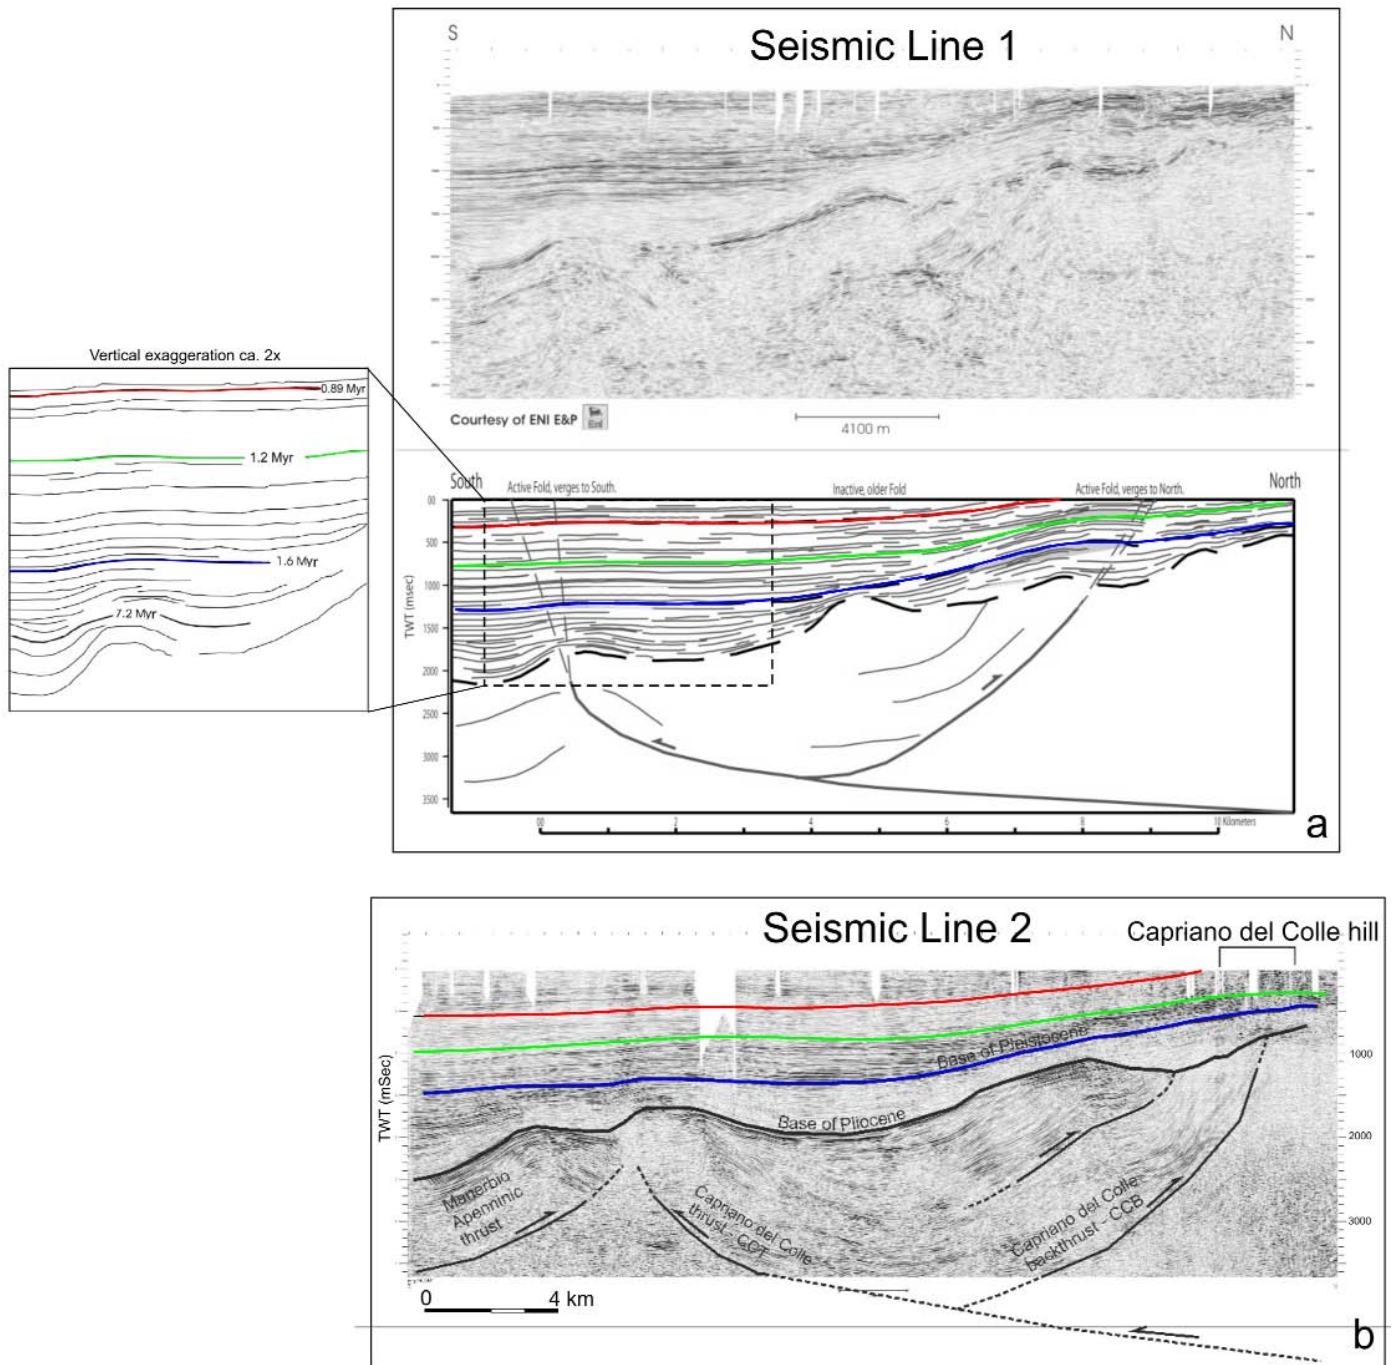 S
N
Seismic Line 1
Courtesy of ENI E&P
Eni
4100 m
Vertical exaggeration ca. 2x
0.89 Myr
1.2 Myr
1.6 Myr
7.2 Myr
South
Active Fold, verges to South.
Inactive, older Fold
Active Fold, verges to North.
North
00
500
1000
1500
2000
2500
3000
3500
TWT (msec)
00
2
4
6
8
10 Kilometers
a
Seismic Line 2
Capriano del Colle hill
Base of Pleistocene
Base of Pliocene
TWT (mSec)
1000
2000
3000
Manerbio
Apenninic
thrust
Capriano del Colle
thrust - CCT
Capriano del Colle
backthrust - CCB
0
4 km
b